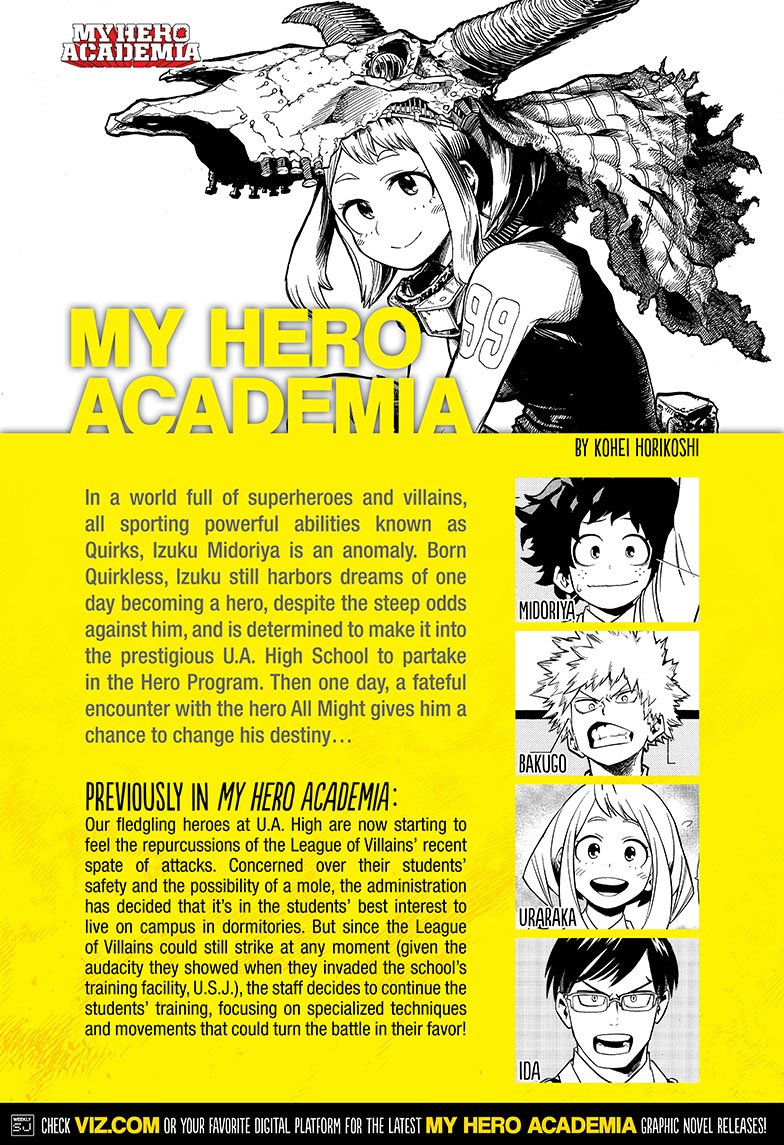 MY HERO
ACADEMIA
99
MY HERO
ACADEMIA
BY KOHEI HORIKOSHI
In a world full of superheroes and villains,
all sporting powerful abilities known as
Quirks, Izuku Midoriya is an anomaly. Born
Quirkless, Izuku still harbors dreams of one
day becoming a hero, despite the steep odds
against him, and is determined to make it into
the prestigious U.A. High School to partake
in the Hero Program. Then one day, a fateful
encounter with the hero All Might gives him a
chance to change his destiny…
PREVIOUSLY IN MY HERO ACADEMIA:
Our fledgling heroes at U.A. High are now starting to
feel the repurcussions of the League of Villains' recent
spate of attacks. Concerned over their students'
safety and the possibility of a mole, the administration
has decided that it's in the students' best interest to
live on campus in dormitories. But since the League
of Villains could still strike at any moment (given the
audacity they showed when they invaded the school's
training facility, U.S.J.), the staff decides to continue the
students' training, focusing on specialized techniques
and movements that could turn the battle in their favor!
MIDORIYA
BAKUGO
URARAKA
IDA
WEEKLY
SJ
CHECK VIZ.COM OR YOUR FAVORITE DIGITAL PLATFORM FOR THE LATEST MY HERO ACADEMIA GRAPHIC NOVEL RELEASES!